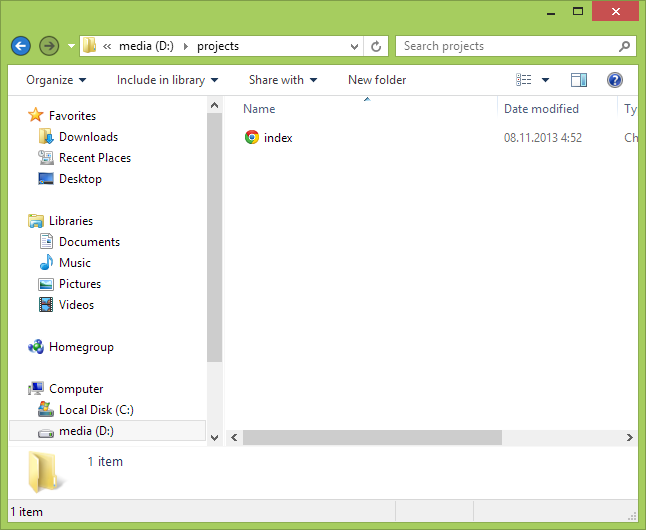 media (D:) projects Search projects
Organize Include in library Share with New folder
Name Date modified Ty
index 08.11.2013 4:52 Ch
Favorites
Downloads
Recent Places
Desktop
Libraries
Documents
Music
Pictures
Videos
Homegroup
Computer
Local Disk (C:)
media (D:)
1 item
1 item